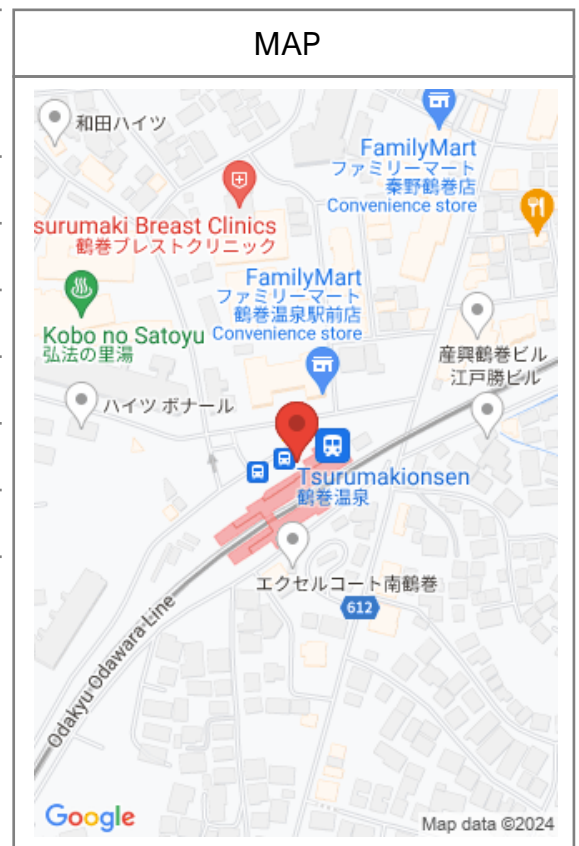 MAP
和田ハイツ
FamilyMart
ファミリーマート
秦野鶴巻店
Convenience store
surumaki Breast Clinics
鶴巻ブレストクリニック
FamilyMart
ファミリーマート
鶴巻温泉駅前店
Convenience store
Kobo no Satoyu
弘法の里湯
産興鶴巻ビル
江戸勝ビル
ハイツ ボナール
Tsurumakionsen
鶴巻温泉
エクセルコート南鶴巻
612
Odakyu Odawara Line
Google
Map data ©2024